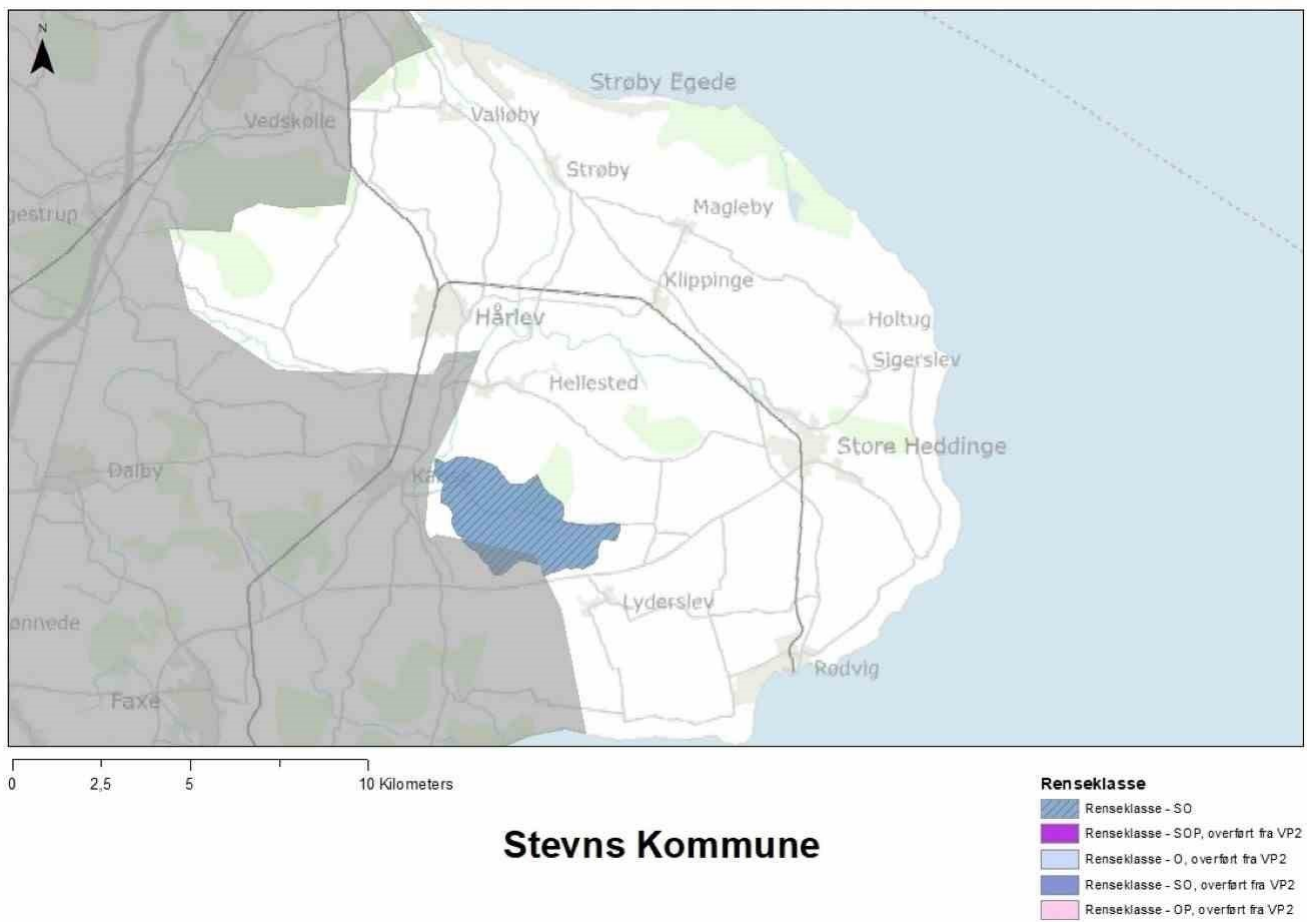 N
Strøby Egede
Vedskølle
Valløby
Strøby
gestrup
Magleby
Klippinge
Hårlev
Holtug
Sigerslev
Hellested
Store Heddinge
Dalby
Lyderslev
ønnede
Rødvig
Faxe
0 2,5 5 10 Kilometers
Renseklasse
Renseklasse - SO
Renseklasse - SOP, overført fra VP2
Stevns Kommune
Renseklasse - O, overført fra VP2
Renseklasse - SO, overført fra VP2
Renseklasse - OP, overført fra VP2